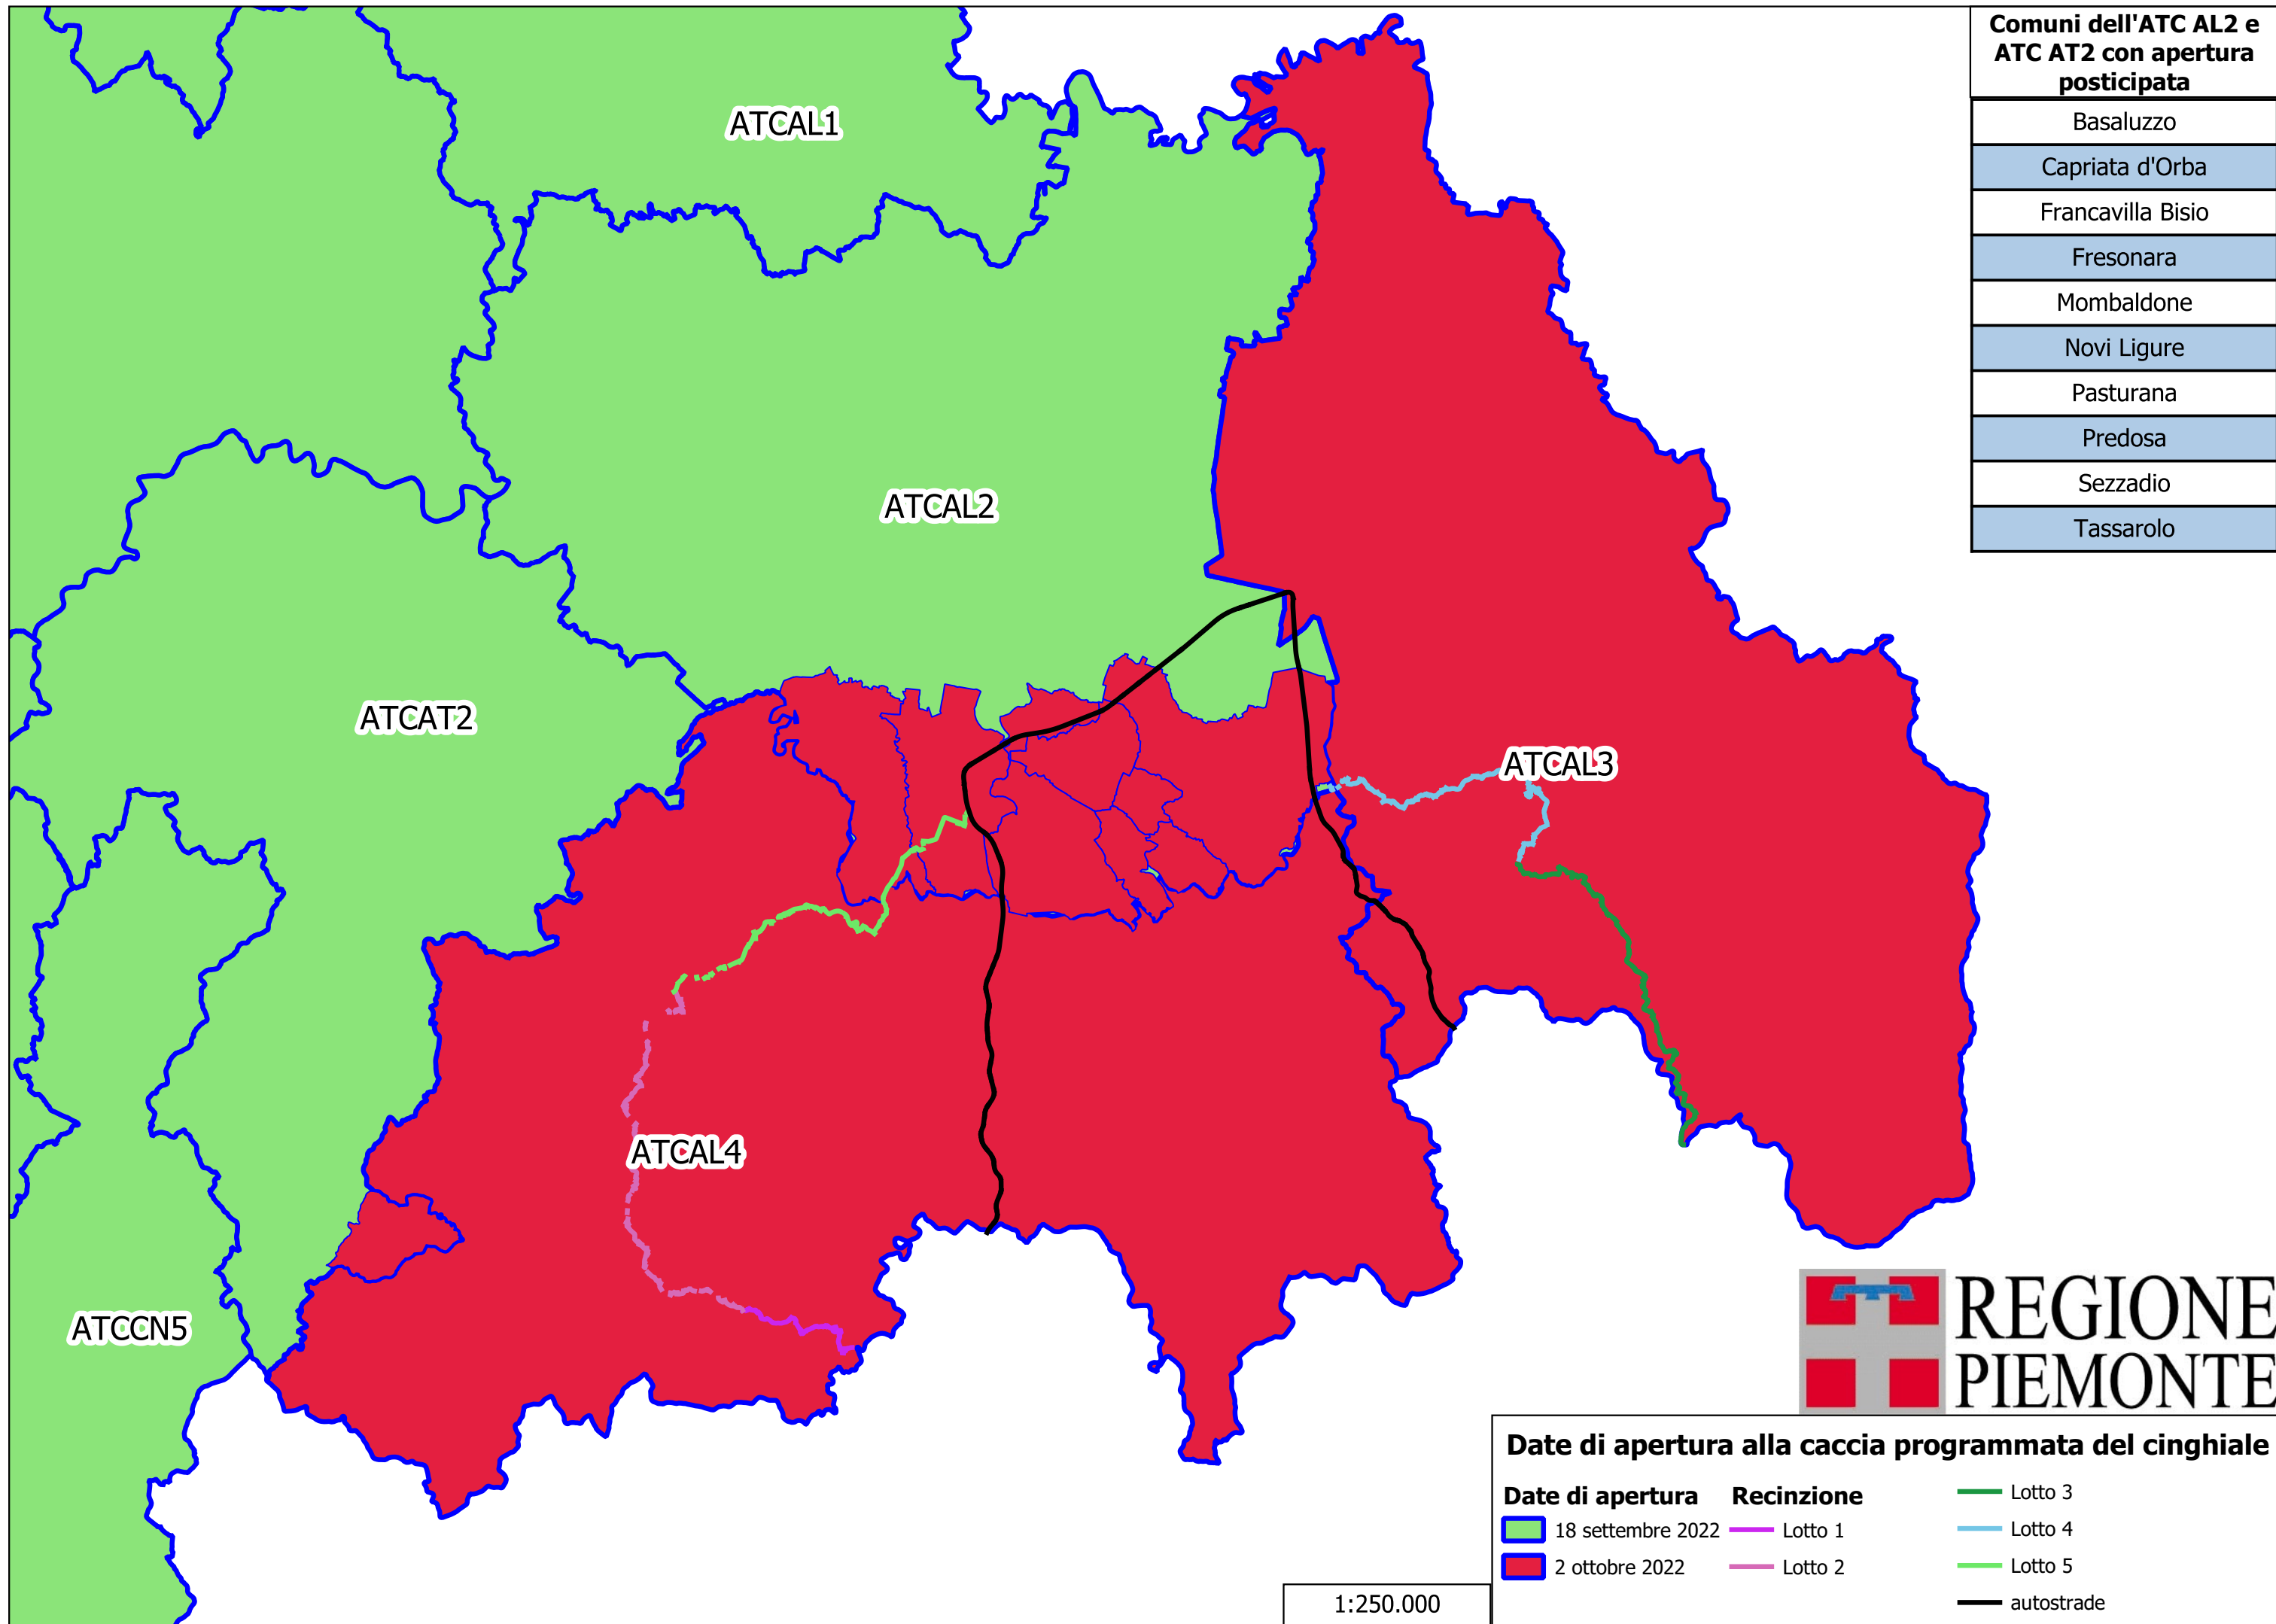 Comuni dell'ATC AL2 e
ATC AT2 con apertura
posticipata
Basaluzzo
Capriata d'Orba
Francavilla Bisio
Fresonara
Mombaldone
Novi Ligure
Pasturana
Predosa
Sezzadio
Tassarolo
ATCAL1
ATCAL2
ATCAT2
ATCAL3
ATCAL4
ATCCN5
REGIONE
PIEMONTE
Date di apertura alla caccia programmata del cinghiale
Date di apertura
18 settembre 2022
2 ottobre 2022
Recinzione
Lotto 1
Lotto 2
Lotto 3
Lotto 4
Lotto 5
autostrade
1:250.000